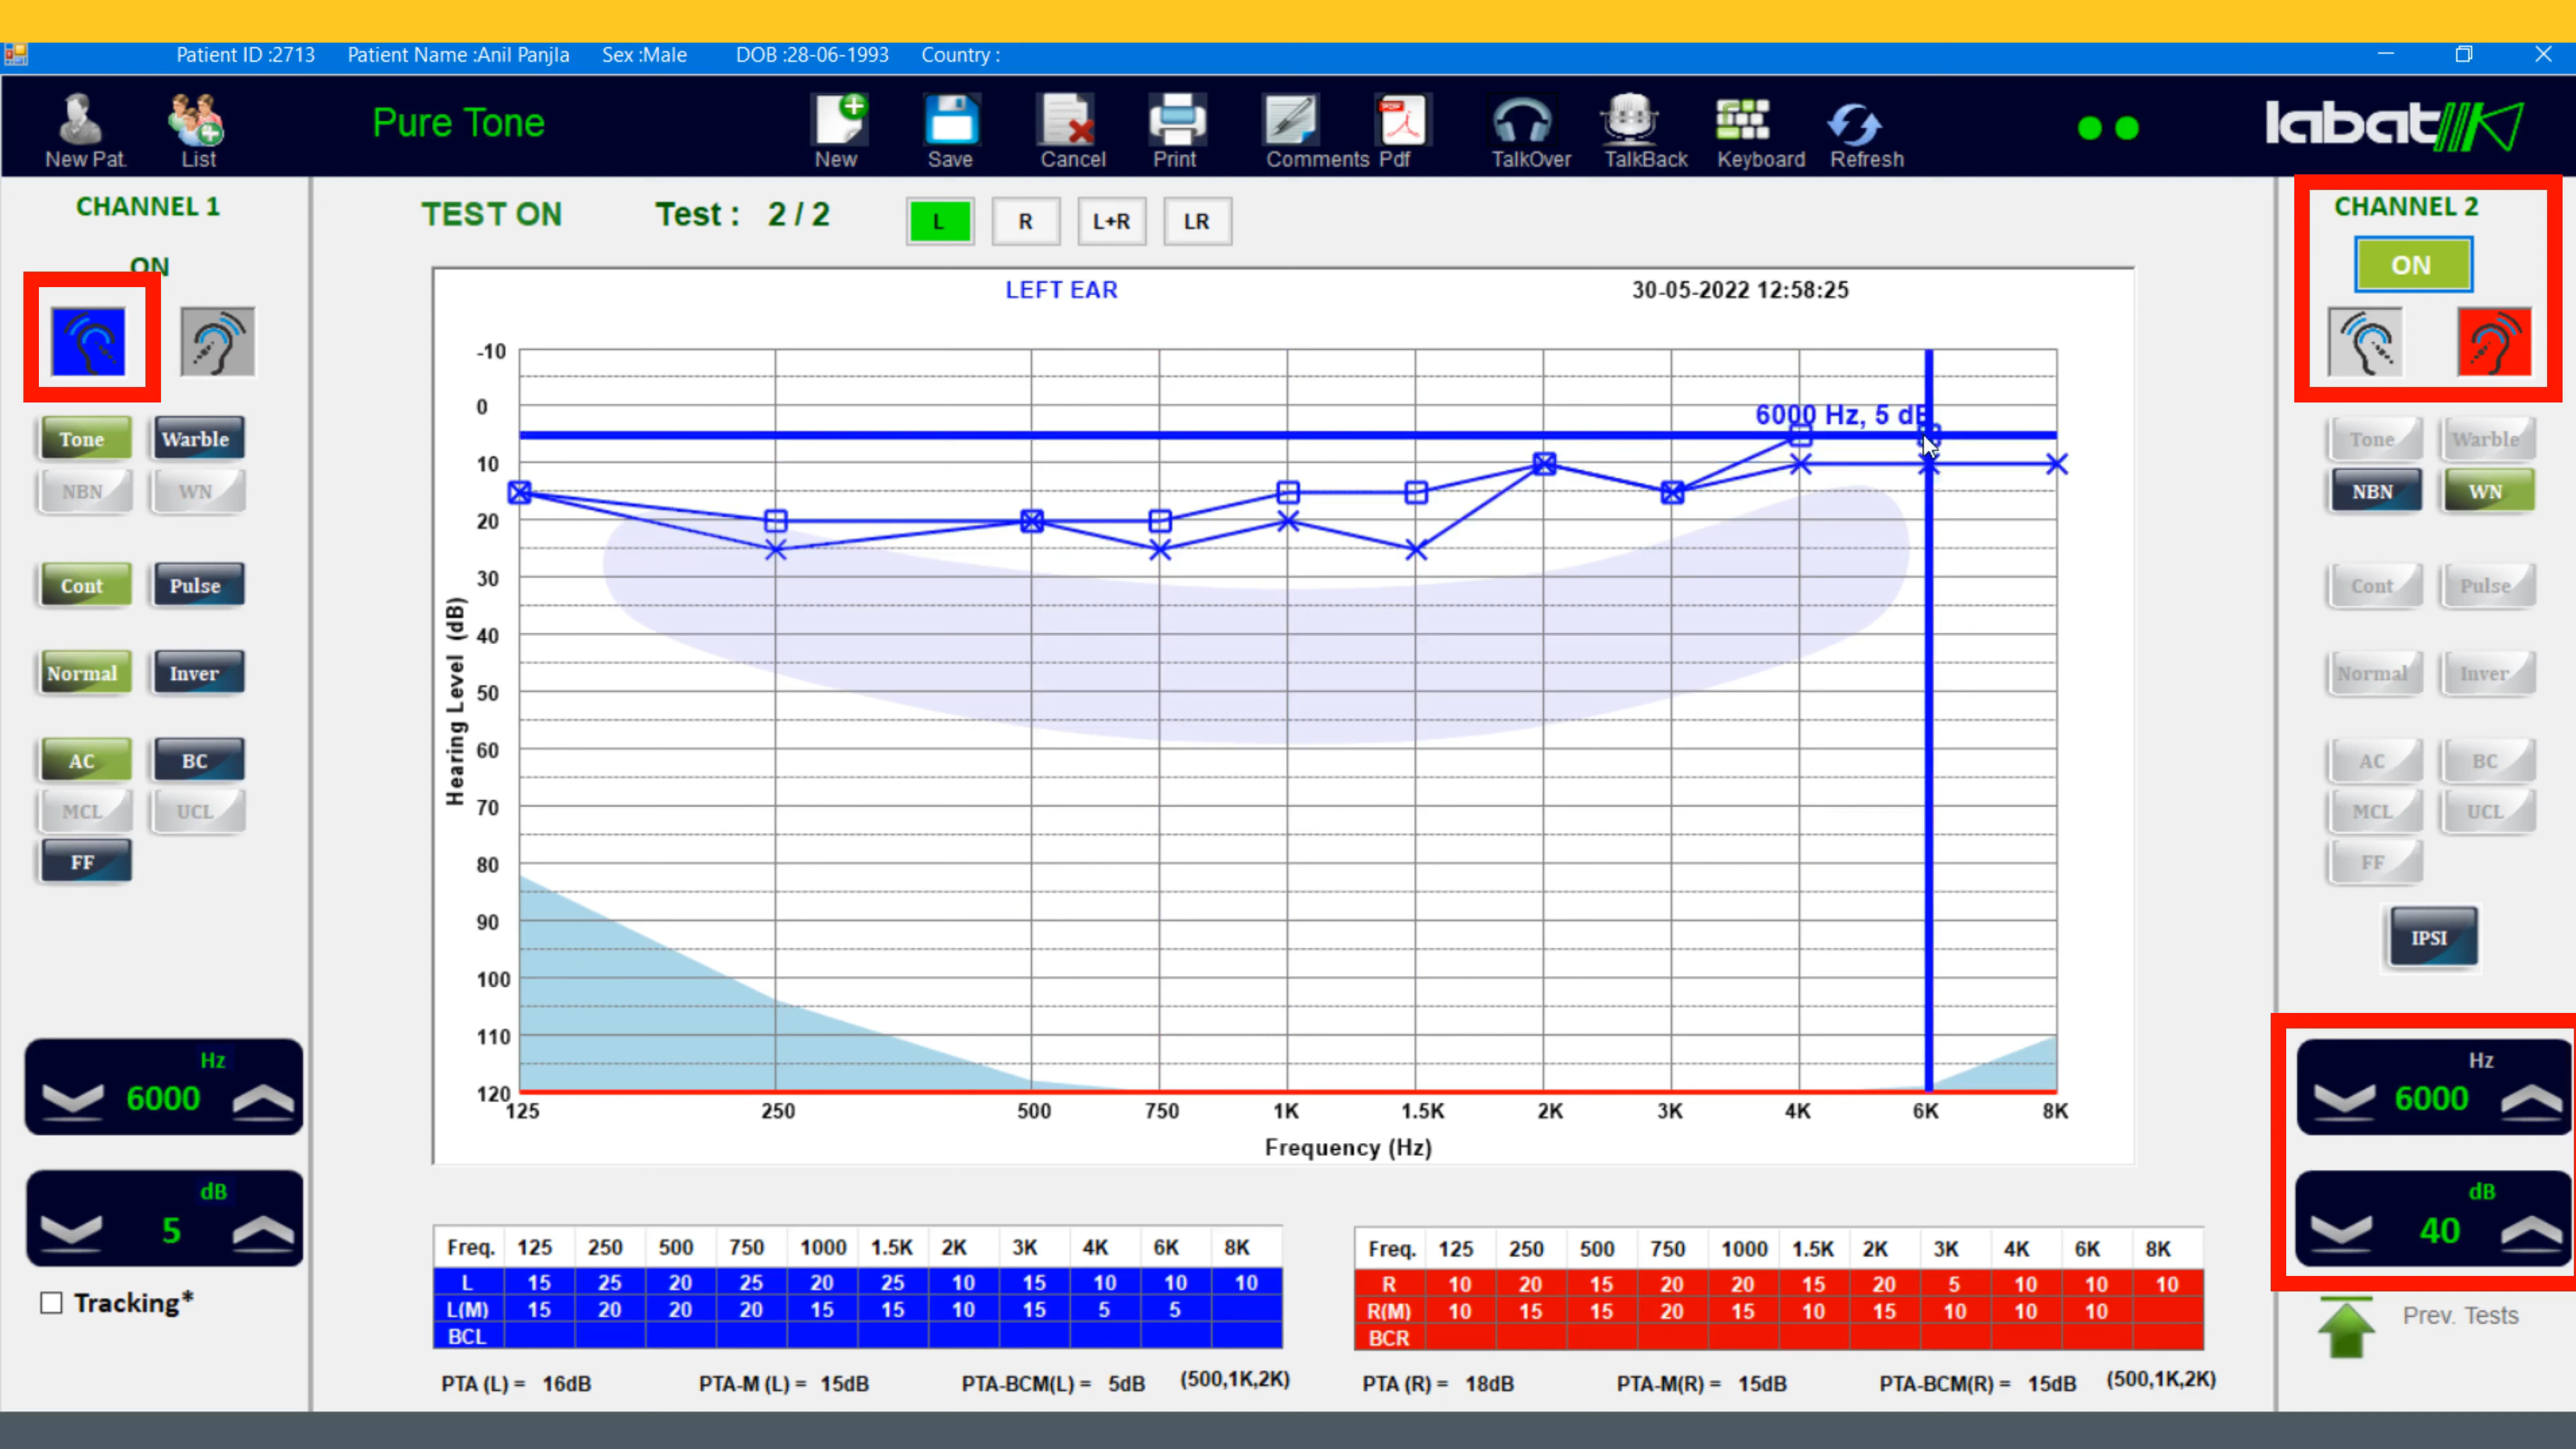 Patient ID :2713 Patient Name :Anil Panjla Sex :Male DOB :28-06-1993 Country :
New Pat. List Pure Tone New Save Cancel Print Comments Pdf TalkOver TalkBack Keyboard Refresh labat
CHANNEL 1
ON
Tone Warble
NBN WN
Cont Pulse
Normal Inver
AC BC
MCL UCL
FF
Hz
6000
dB
5
Tracking*
TEST ON Test : 2 / 2 L R L+R LR
LEFT EAR 30-05-2022 12:58:25
6000 Hz, 5 dB
Hearing Level (dB)
-10
0
10
20
30
40
50
60
70
80
90
100
110
120
125 250 500 750 1K 1.5K 2K 3K 4K 6K 8K
Frequency (Hz)
Freq. 125 250 500 750 1000 1.5K 2K 3K 4K 6K 8K
L 15 25 20 25 20 25 10 15 10 10 10
L(M) 15 20 20 20 15 15 10 15 5 5
BCL
PTA (L) = 16dB PTA-M (L) = 15dB PTA-BCM(L) = 5dB (500,1K,2K)
Freq. 125 250 500 750 1000 1.5K 2K 3K 4K 6K 8K
R 10 20 15 20 20 15 20 5 10 10 10
R(M) 10 15 15 20 15 10 15 10 10 10
BCR
PTA (R) = 18dB PTA-M(R) = 15dB PTA-BCM(R) = 15dB (500,1K,2K)
CHANNEL 2
ON
Tone Warble
NBN WN
Cont Pulse
Normal Inver
AC BC
MCL UCL
FF
IPSI
Hz
6000
dB
40
Prev. Tests